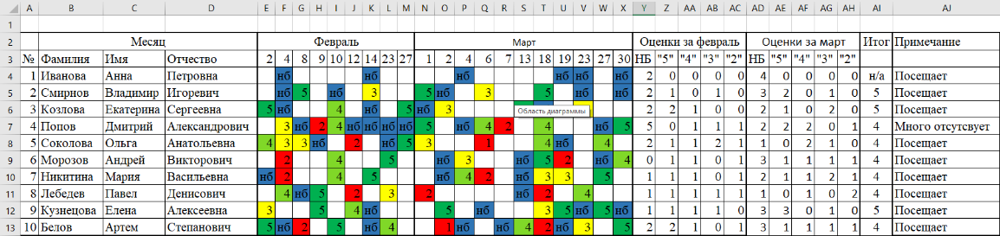 A B C D E F G H I J K L M N O P Q R S T U V W X Y Z AA AB AC AD AE AF AG AH AI AJ
1
2 Месяц Февраль Март Оценки за февраль Оценки за март Итог Примечание
3 № Фамилия Имя Отчество 2 4 8 9 10 12 14 23 27 1 2 4 6 7 13 18 19 23 27 30 НБ "5" "4" "3" "2" НБ "5" "4" "3" "2"
4 1 Иванова Анна Петровна нб нб нб нб нб нб 2 0 0 0 0 4 0 0 0 0 н/а Посещает
5 2 Смирнов Владимир Игоревич нб 5 нб 3 5 нб 3 5 нб нб 2 1 0 1 0 3 2 0 1 0 5 Посещает
6 3 Козлова Екатерина Сергеевна 5 нб 4 нб 5 нб 3 Область диаграммы 2 2 1 0 0 2 1 0 2 0 5 Посещает
7 4 Попов Дмитрий Александрович 3 нб 2 4 нб нб нб нб 5 нб 4 2 4 нб 5 5 0 1 1 1 2 2 2 0 1 4 Много отсутсвует
8 5 Соколова Ольга Анатольевна 4 3 3 нб 2 нб 5 3 1 4 нб 4 2 1 1 2 1 1 0 2 1 1 4 Посещает
9 6 Морозов Андрей Викторович 2 4 5 нб 3 нб 5 2 нб 4 0 1 1 0 1 3 1 1 1 1 4 Посещает
10 7 Никитина Мария Васильевна нб 2 4 5 нб 4 2 нб 3 3 5 1 1 1 0 1 2 1 1 2 1 4 Посещает
11 8 Лебедев Павел Денисович 4 нб 5 2 3 2 нб 2 4 1 1 1 1 1 1 0 1 0 2 4 Посещает
12 9 Кузнецова Елена Алексеевна 3 5 4 нб 5 нб 3 5 нб 5 нб 1 1 1 1 0 3 3 0 1 0 5 Посещает
13 10 Белов Артем Степанович 5 нб 2 5 нб 4 1 нб нб 4 2 нб 3 5 2 2 1 0 1 3 1 1 1 1 4 Посещает